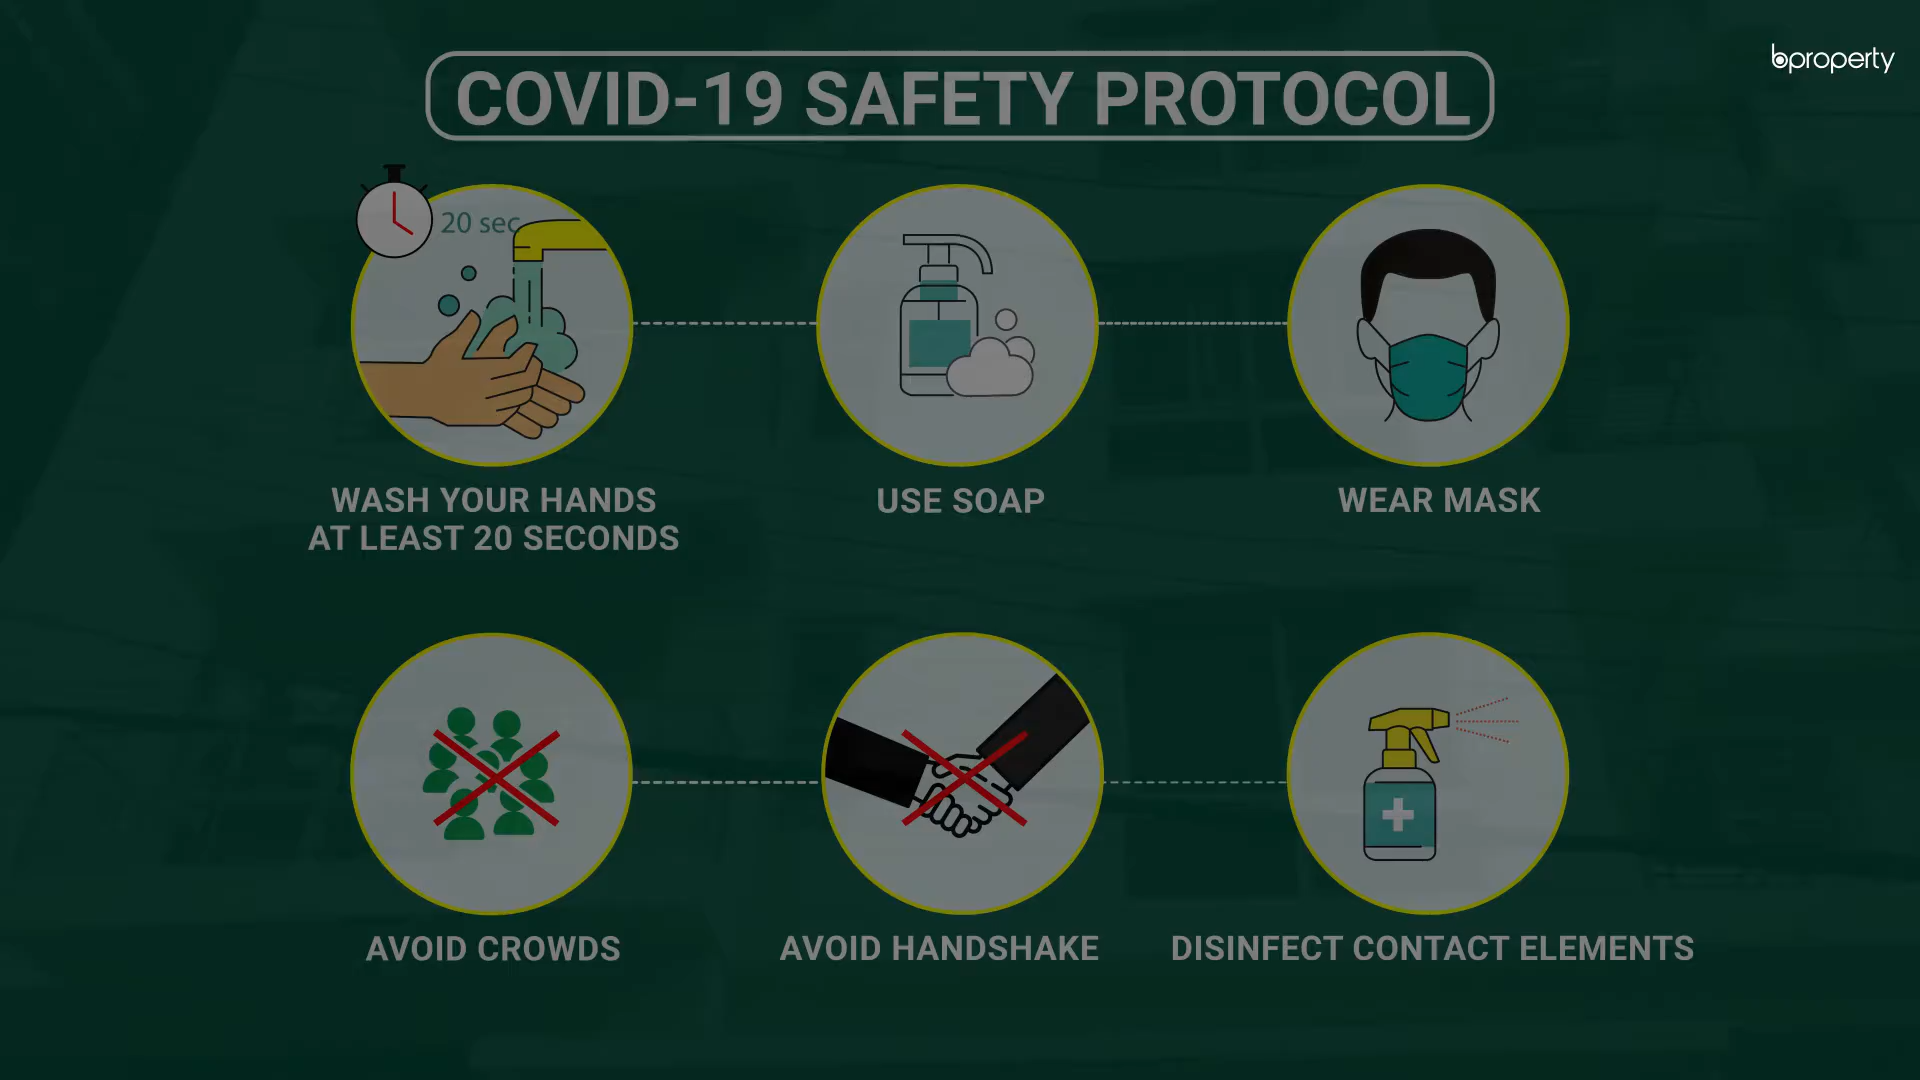 bproperty
COVID-19 SAFETY PROTOCOL
20 sec
WASH YOUR HANDS
AT LEAST 20 SECONDS
USE SOAP
WEAR MASK
AVOID CROWDS
AVOID HANDSHAKE
DISINFECT CONTACT ELEMENTS